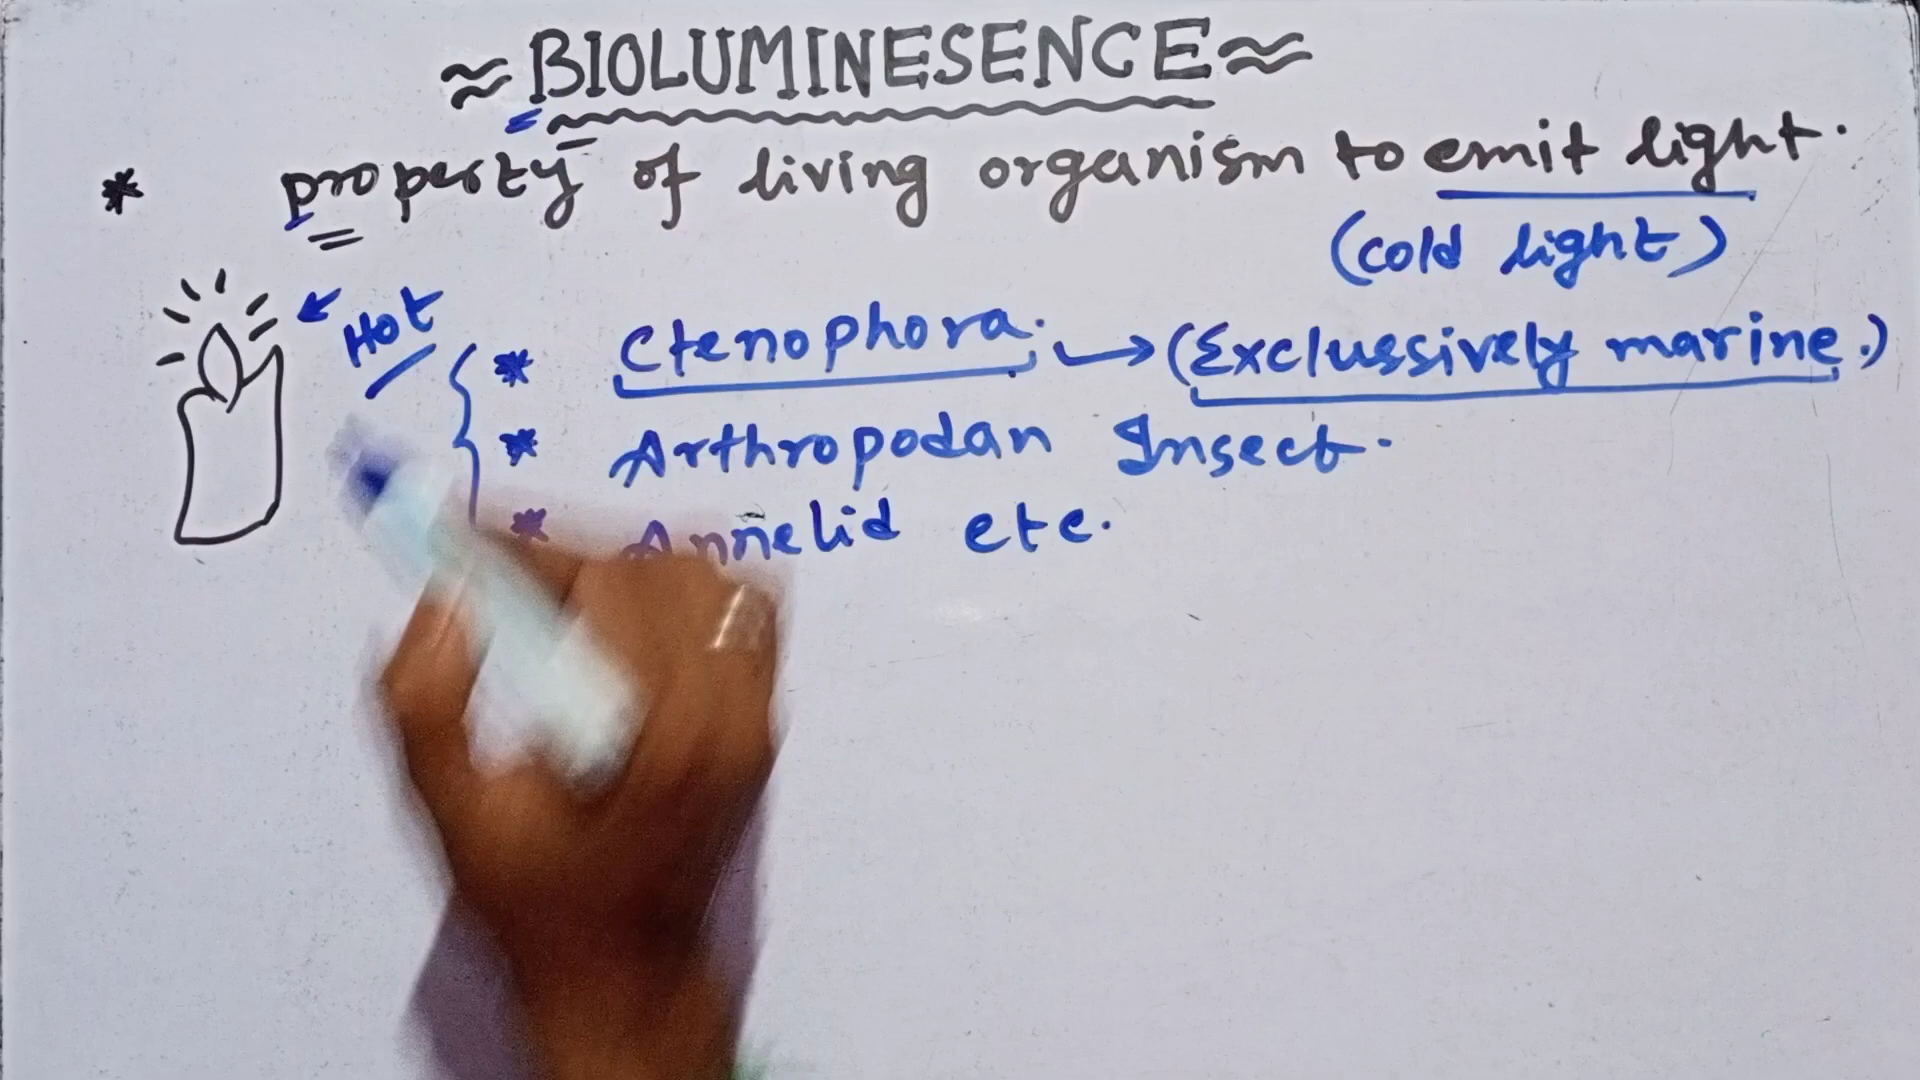 ≈BIOLUMINESENCE≈
* property of living organism to emit light.
(cold light)
Hot
* Ctenophora. → (Exclussively marine.)
* Arthropodan Insect.
* Annelid etc.